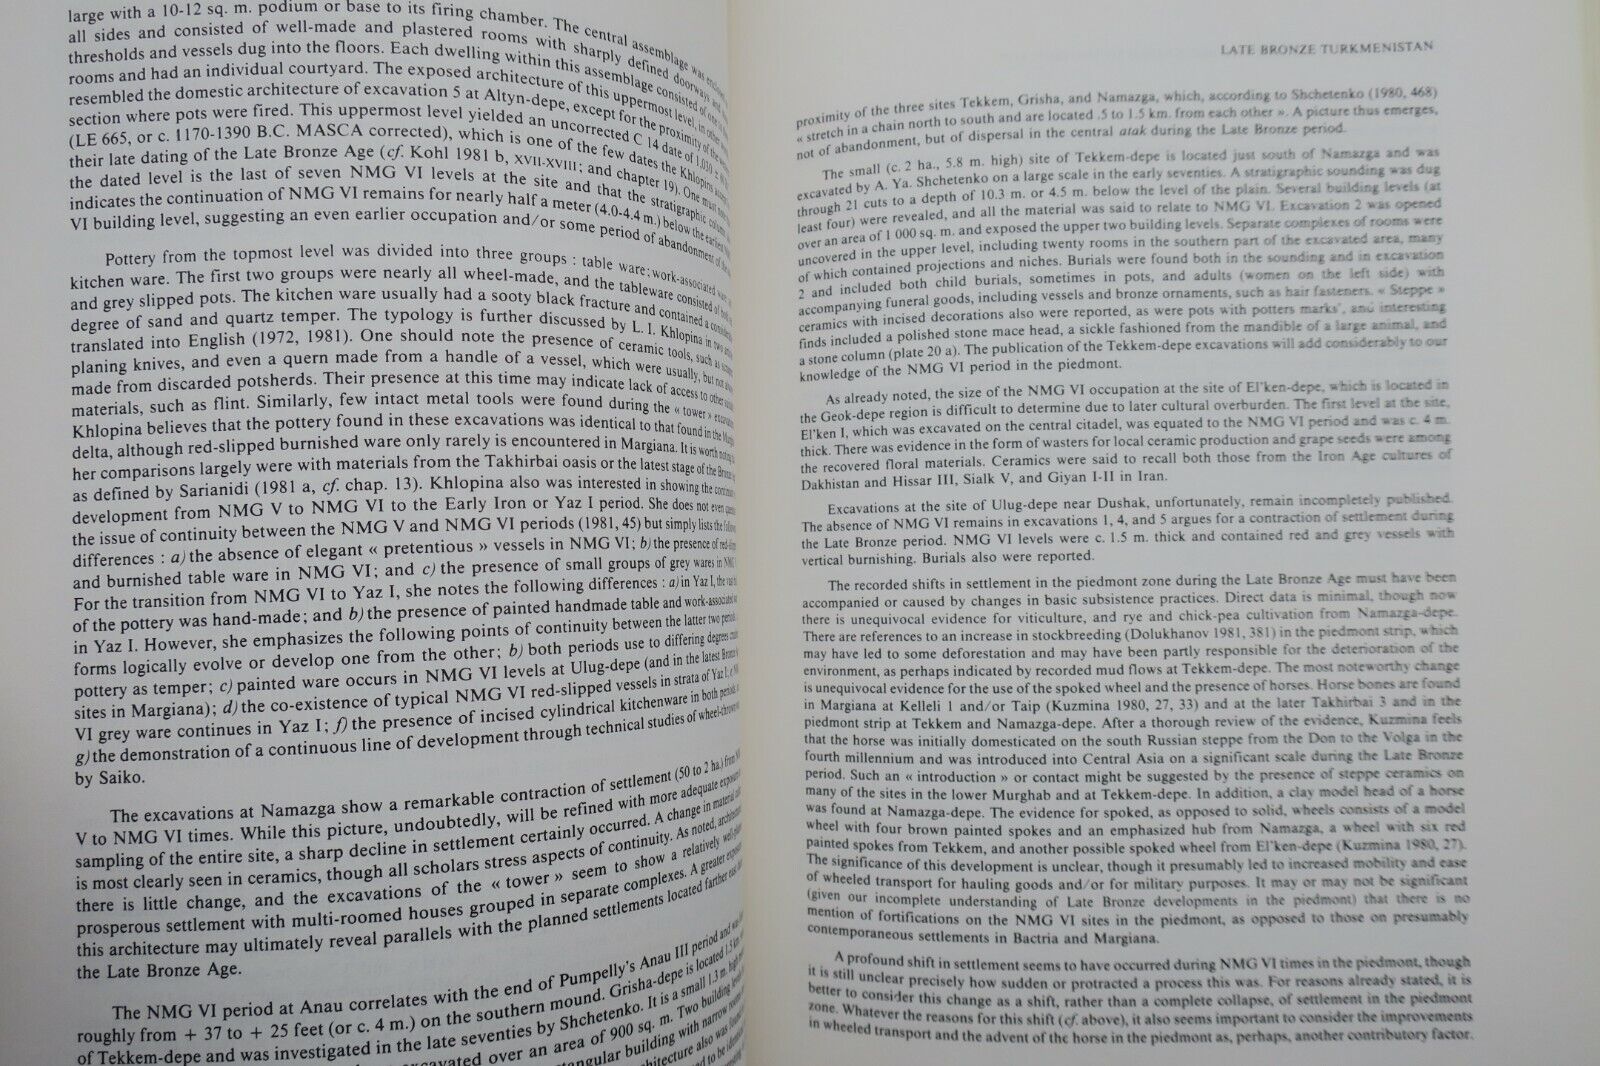 large with a 10-12 sq. m. podium or base to its firing chamber. The central assemblage was
all sides and consisted of well-made and plastered rooms with sharply defined doorways
thresholds and vessels dug into the floors. Each dwelling within this assemblage consisted of
rooms and had an individual courtyard. The exposed architecture of this uppermost level, in other
resembled the domestic architecture of excavation 5 at Altyn-depe, except for the proximity of the
section where pots were fired. This uppermost level yielded an uncorrected C 14 date of 1,010 ±
(LE 665, or c. 1170-1390 B.C. MASCA corrected), which is one of the few dates the Khlopins
their late dating of the Late Bronze Age (cf. Kohl 1981 b, XVII-XVIII; and chapter 19). One must
the dated level is the last of seven NMG VI levels at the site and that the stratigraphic column
indicates the continuation of NMG VI remains for nearly half a meter (4.0-4.4 m.) below the earliest
VI building level, suggesting an even earlier occupation and/or some period of abandonment of the
Pottery from the topmost level was divided into three groups : table ware; work-associated ware,
kitchen ware. The first two groups were nearly all wheel-made, and the tableware consisted of
and grey slipped pots. The kitchen ware usually had a sooty black fracture and contained a
degree of sand and quartz temper. The typology is further discussed by L. I. Khlopina in two
translated into English (1972, 1981). One should note the presence of ceramic tools, such as
planing knives, and even a quern made from a handle of a vessel, which were usually, but not
made from discarded potsherds. Their presence at this time may indicate lack of access to other
materials, such as flint. Similarly, few intact metal tools were found during the « tower »
Khlopina believes that the pottery found in these excavations was identical to that found in the
delta, although red-slipped burnished ware only rarely is encountered in Margiana. It is worth
her comparisons largely were with materials from the Takhirbai oasis or the latest stage of the
as defined by Sarianidi (1981 a, cf. chap. 13). Khlopina also was interested in showing the
development from NMG V to NMG VI to the Early Iron or Yaz I period. She does not even
the issue of continuity between the NMG V and NMG VI periods (1981, 45) but simply lists the
differences : a) the absence of elegant « pretentious » vessels in NMG VI; b) the presence of
and burnished table ware in NMG VI; and c) the presence of small groups of grey wares in NMG
For the transition from NMG VI to Yaz I, she notes the following differences : a) in Yaz I, the
of the pottery was hand-made; and b) the presence of painted handmade table and work-associated
in Yaz I. However, she emphasizes the following points of continuity between the latter two periods
forms logically evolve or develop one from the other; b) both periods use to differing degrees
pottery as temper; c) painted ware occurs in NMG VI levels at Ulug-depe (and in the latest Bronze
sites in Margiana); d) the co-existence of typical NMG VI red-slipped vessels in strata of Yaz I;
VI grey ware continues in Yaz I; f) the presence of incised cylindrical kitchenware in both periods;
g) the demonstration of a continuous line of development through technical studies of
by Saiko.
The excavations at Namazga show a remarkable contraction of settlement (50 to 2 ha.) from
V to NMG VI times. While this picture, undoubtedly, will be refined with more adequate exposure
sampling of the entire site, a sharp decline in settlement certainly occurred. A change in material
is most clearly seen in ceramics, though all scholars stress aspects of continuity. As noted,
there is little change, and the excavations of the « tower » seem to show a relatively
prosperous settlement with multi-roomed houses grouped in separate complexes. A greater
this architecture may ultimately reveal parallels with the planned settlements located farther east
the Late Bronze Age.
The NMG VI period at Anau correlates with the end of Pumpelly's Anau III period and
roughly from + 37 to + 25 feet (or c. 4 m.) on the southern mound. Grisha-depe is located 1.5 km
of Tekkem-depe and was investigated in the late seventies by Shchetenko. It is a small 1.3 m. high
over an area of 900 sq. m. Two building
building with narrow rooms
also was found
LATE BRONZE TURKMENISTAN
proximity of the three sites Tekkem, Grisha, and Namazga, which, according to Shchetenko (1980, 468)
« stretch in a chain north to south and are located .5 to 1.5 km. from each other ». A picture thus emerges,
not of abandonment, but of dispersal in the central atak during the Late Bronze period.
The small (c. 2 ha., 5.8 m. high) site of Tekkem-depe is located just south of Namazga and was
excavated by A. Ya. Shchetenko on a large scale in the early seventies. A stratigraphic sounding was dug
through 21 cuts to a depth of 10.3 m. or 4.5 m. below the level of the plain. Several building levels (at
least four) were revealed, and all the material was said to relate to NMG VI. Excavation 2 was opened
over an area of 1 000 sq. m. and exposed the upper two building levels. Separate complexes of rooms were
uncovered in the upper level, including twenty rooms in the southern part of the excavated area, many
of which contained projections and niches. Burials were found both in the sounding and in excavation
2 and included both child burials, sometimes in pots, and adults (women on the left side) with
accompanying funeral goods, including vessels and bronze ornaments, such as hair fasteners. « Steppe »
ceramics with incised decorations also were reported, as were pots with potters marks', and interesting
finds included a polished stone mace head, a sickle fashioned from the mandible of a large animal, and
a stone column (plate 20 a). The publication of the Tekkem-depe excavations will add considerably to our
knowledge of the NMG VI period in the piedmont.
As already noted, the size of the NMG VI occupation at the site of El'ken-depe, which is located in
the Geok-depe region is difficult to determine due to later cultural overburden. The first level at the site,
El'ken I, which was excavated on the central citadel, was equated to the NMG VI period and was c. 4 m.
thick. There was evidence in the form of wasters for local ceramic production and grape seeds were among
the recovered floral materials. Ceramics were said to recall both those from the Iron Age cultures of
Dakhistan and Hissar III, Sialk V, and Giyan I-II in Iran.
Excavations at the site of Ulug-depe near Dushak, unfortunately, remain incompletely published.
The absence of NMG VI remains in excavations 1, 4, and 5 argues for a contraction of settlement during
the Late Bronze period. NMG VI levels were c. 1.5 m. thick and contained red and grey vessels with
vertical burnishing. Burials also were reported.
The recorded shifts in settlement in the piedmont zone during the Late Bronze Age must have been
accompanied or caused by changes in basic subsistence practices. Direct data is minimal, though now
there is unequivocal evidence for viticulture, and rye and chick-pea cultivation from Namazga-depe.
There are references to an increase in stockbreeding (Dolukhanov 1981, 381) in the piedmont strip, which
may have led to some deforestation and may have been partly responsible for the deterioration of the
environment, as perhaps indicated by recorded mud flows at Tekkem-depe. The most noteworthy change
is unequivocal evidence for the use of the spoked wheel and the presence of horses. Horse bones are found
in Margiana at Kelleli 1 and/or Taip (Kuzmina 1980, 27, 33) and at the later Takhirbai 3 and in the
piedmont strip at Tekkem and Namazga-depe. After a thorough review of the evidence, Kuzmina feels
that the horse was initially domesticated on the south Russian steppe from the Don to the Volga in the
fourth millennium and was introduced into Central Asia on a significant scale during the Late Bronze
period. Such an « introduction » or contact might be suggested by the presence of steppe ceramics on
many of the sites in the lower Murghab and at Tekkem-depe. In addition, a clay model head of a horse
was found at Namazga-depe. The evidence for spoked, as opposed to solid, wheels consists of a model
wheel with four brown painted spokes and an emphasized hub from Namazga, a wheel with six red
painted spokes from Tekkem, and another possible spoked wheel from El'ken-depe (Kuzmina 1980, 27).
The significance of this development is unclear, though it presumably led to increased mobility and ease
of wheeled transport for hauling goods and/or for military purposes. It may or may not be significant
(given our incomplete understanding of Late Bronze developments in the piedmont) that there is no
mention of fortifications on the NMG VI sites in the piedmont, as opposed to those on presumably
contemporaneous settlements in Bactria and Margiana.
A profound shift in settlement seems to have occurred during NMG VI times in the piedmont, though
it is still unclear precisely how sudden or protracted a process this was. For reasons already stated, it is
better to consider this change as a shift, rather than a complete collapse, of settlement in the piedmont
zone. Whatever the reasons for this shift (cf. above), it also seems important to consider the improvements
in wheeled transport and the advent of the horse in the piedmont as, perhaps, another contributory factor.